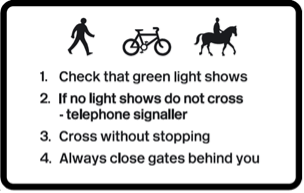 1. Check that green light shows
2. If no light shows do not cross
- telephone signaller
3. Cross without stopping
4. Always close gates behind you